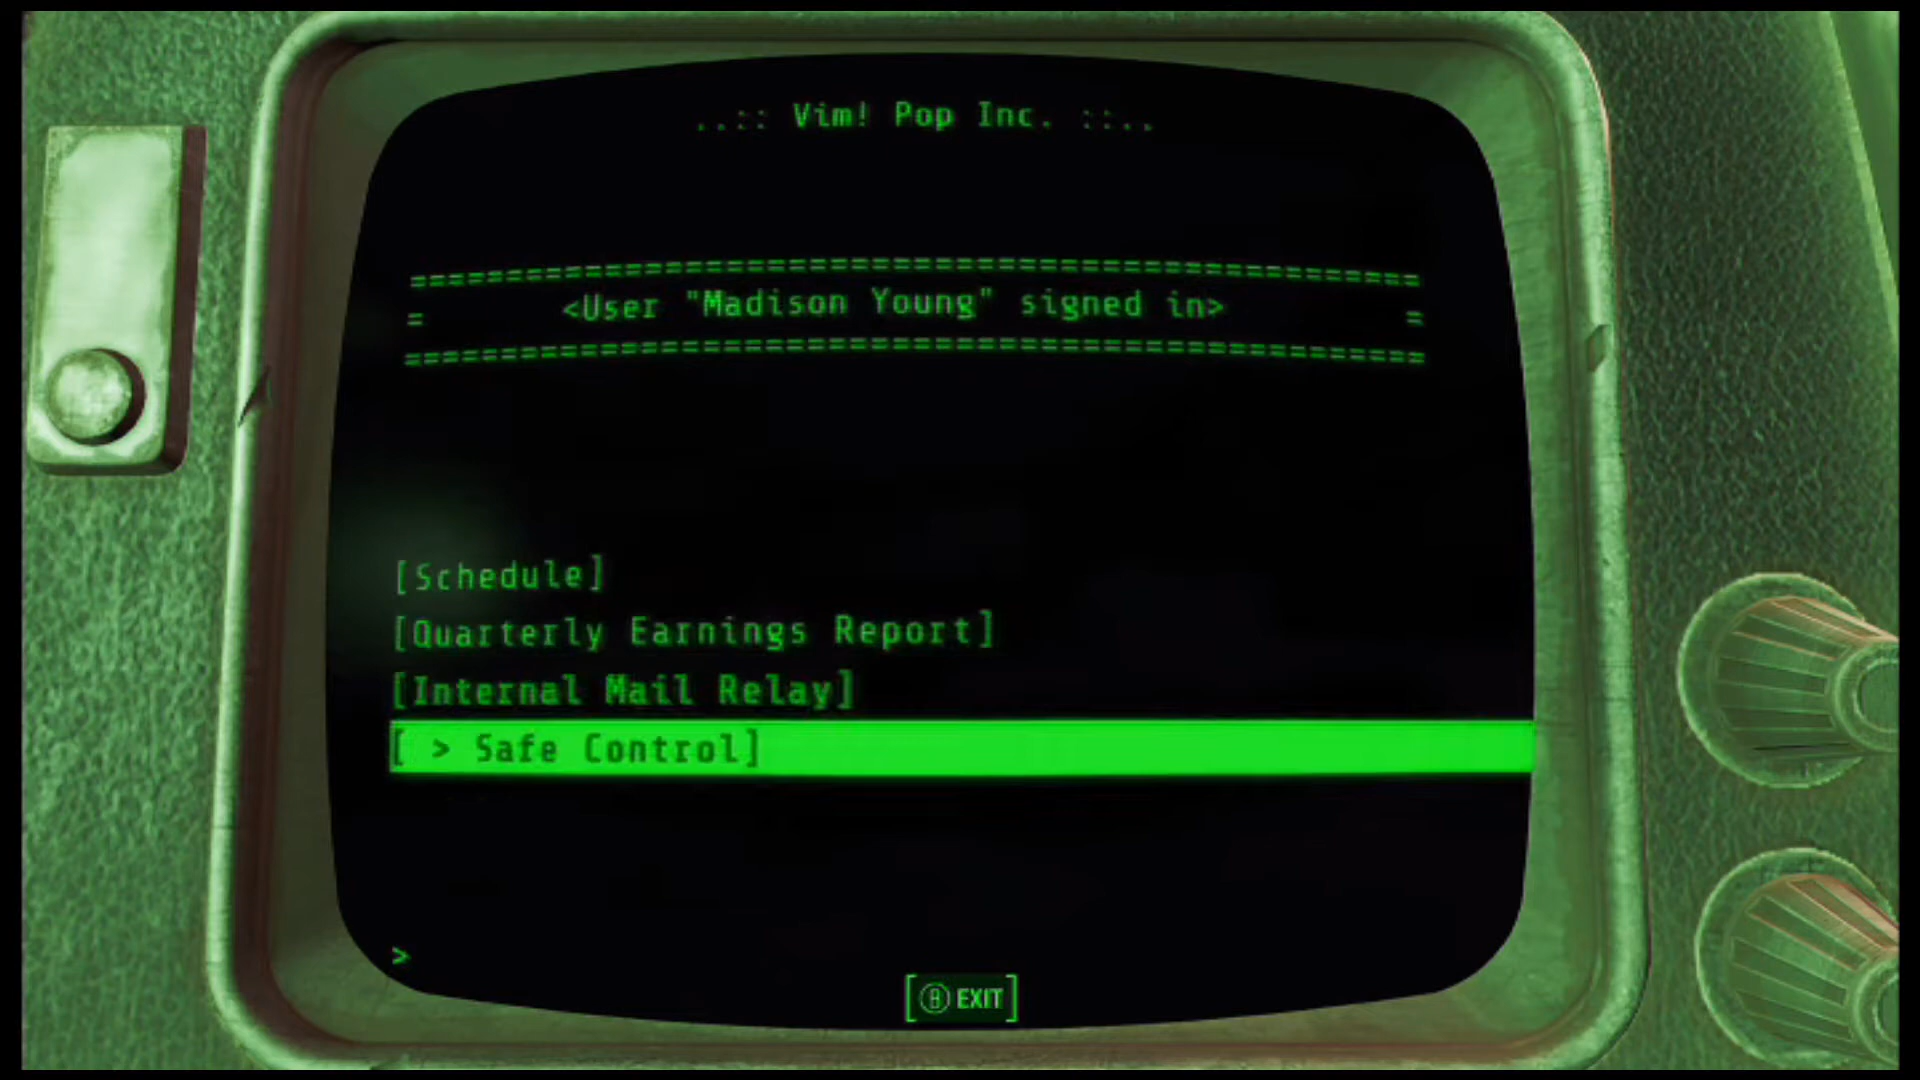 ..:: Vim! Pop Inc. ::..
==================================================
= <User "Madison Young" signed in> =
==================================================
[Schedule]
[Quarterly Earnings Report]
[Internal Mail Relay]
[ > Safe Control]
>
[Ⓑ EXIT]